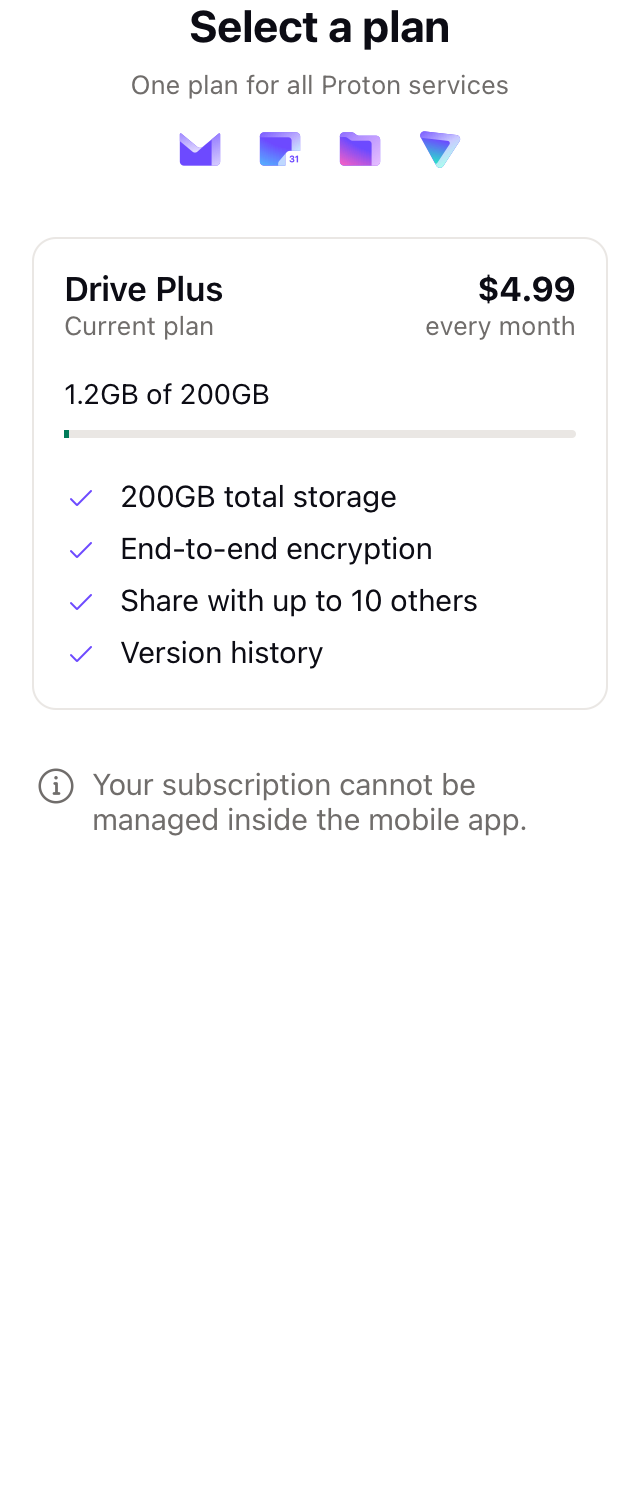 Select a plan
One plan for all Proton services
31
Drive Plus
$4.99
Current plan
every month
1.2GB of 200GB
200GB total storage
End-to-end encryption
Share with up to 10 others
Version history
Your subscription cannot be
managed inside the mobile app.